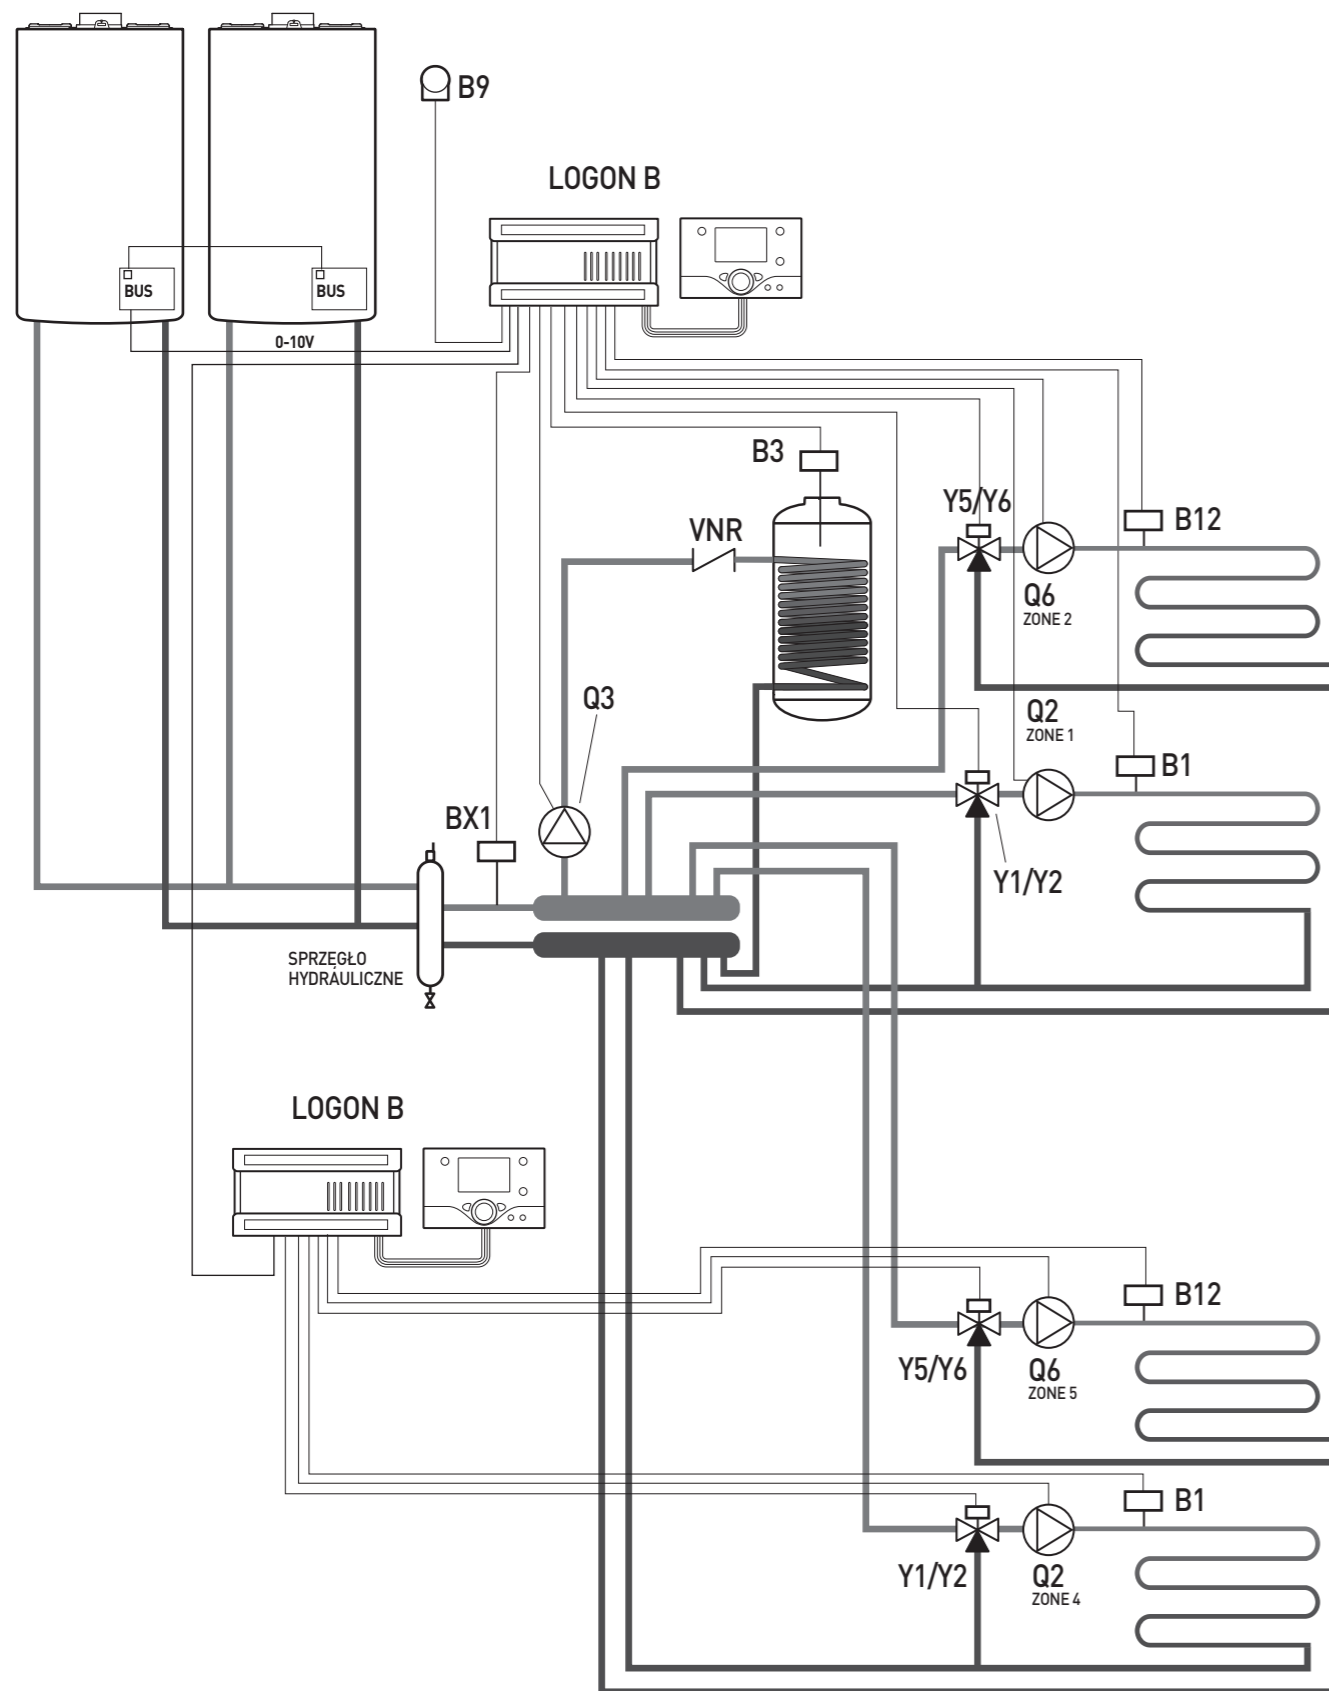 B9
LOGON B
BUS
BUS
0-10V
B3
Y5/Y6
B12
VNR
Q6
ZONE 2
Q3
Q2
ZONE 1
B1
BX1
Y1/Y2
SPRZĘGŁO
HYDRAULICZNE
LOGON B
B12
Y5/Y6
Q6
ZONE 5
B1
Y1/Y2
Q2
ZONE 4